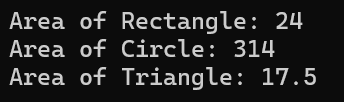 Area of Rectangle: 24
Area of Circle: 314
Area of Triangle: 17.5